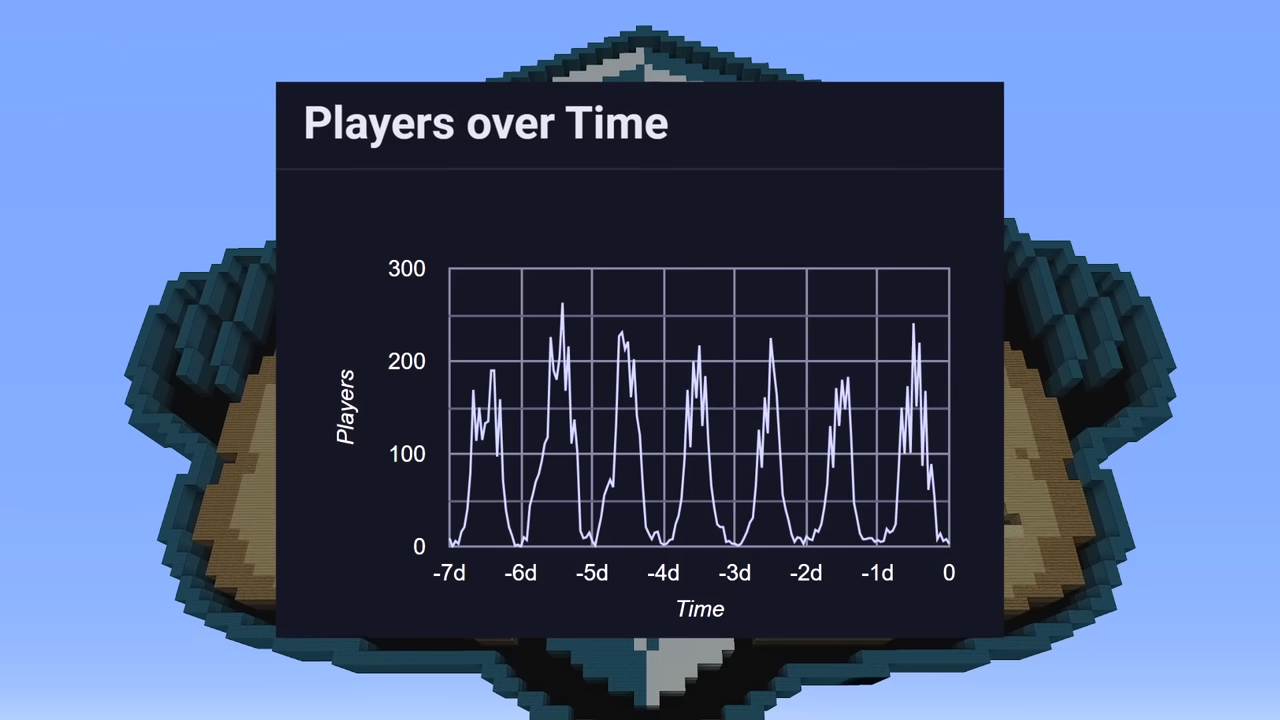 Players over Time
300
200
100
0
Players
-7d -6d -5d -4d -3d -2d -1d 0
Time